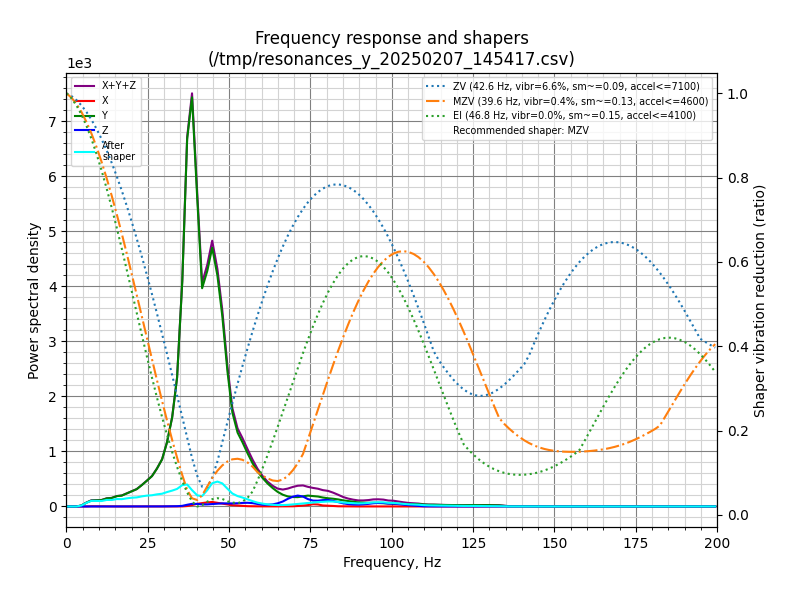 Frequency response and shapers
(/tmp/resonances_y_20250207_145417.csv)
1e3
X+Y+Z
X
Y
Z
After
shaper
ZV (42.6 Hz, vibr=6.6%, sm~=0.09, accel<=7100)
MZV (39.6 Hz, vibr=0.4%, sm~=0.13, accel<=4600)
EI (46.8 Hz, vibr=0.0%, sm~=0.15, accel<=4100)
Recommended shaper: MZV
7
6
5
4
3
2
1
0
Power spectral density
1.0
0.8
0.6
0.4
0.2
0.0
Shaper vibration reduction (ratio)
0 25 50 75 100 125 150 175 200
Frequency, Hz